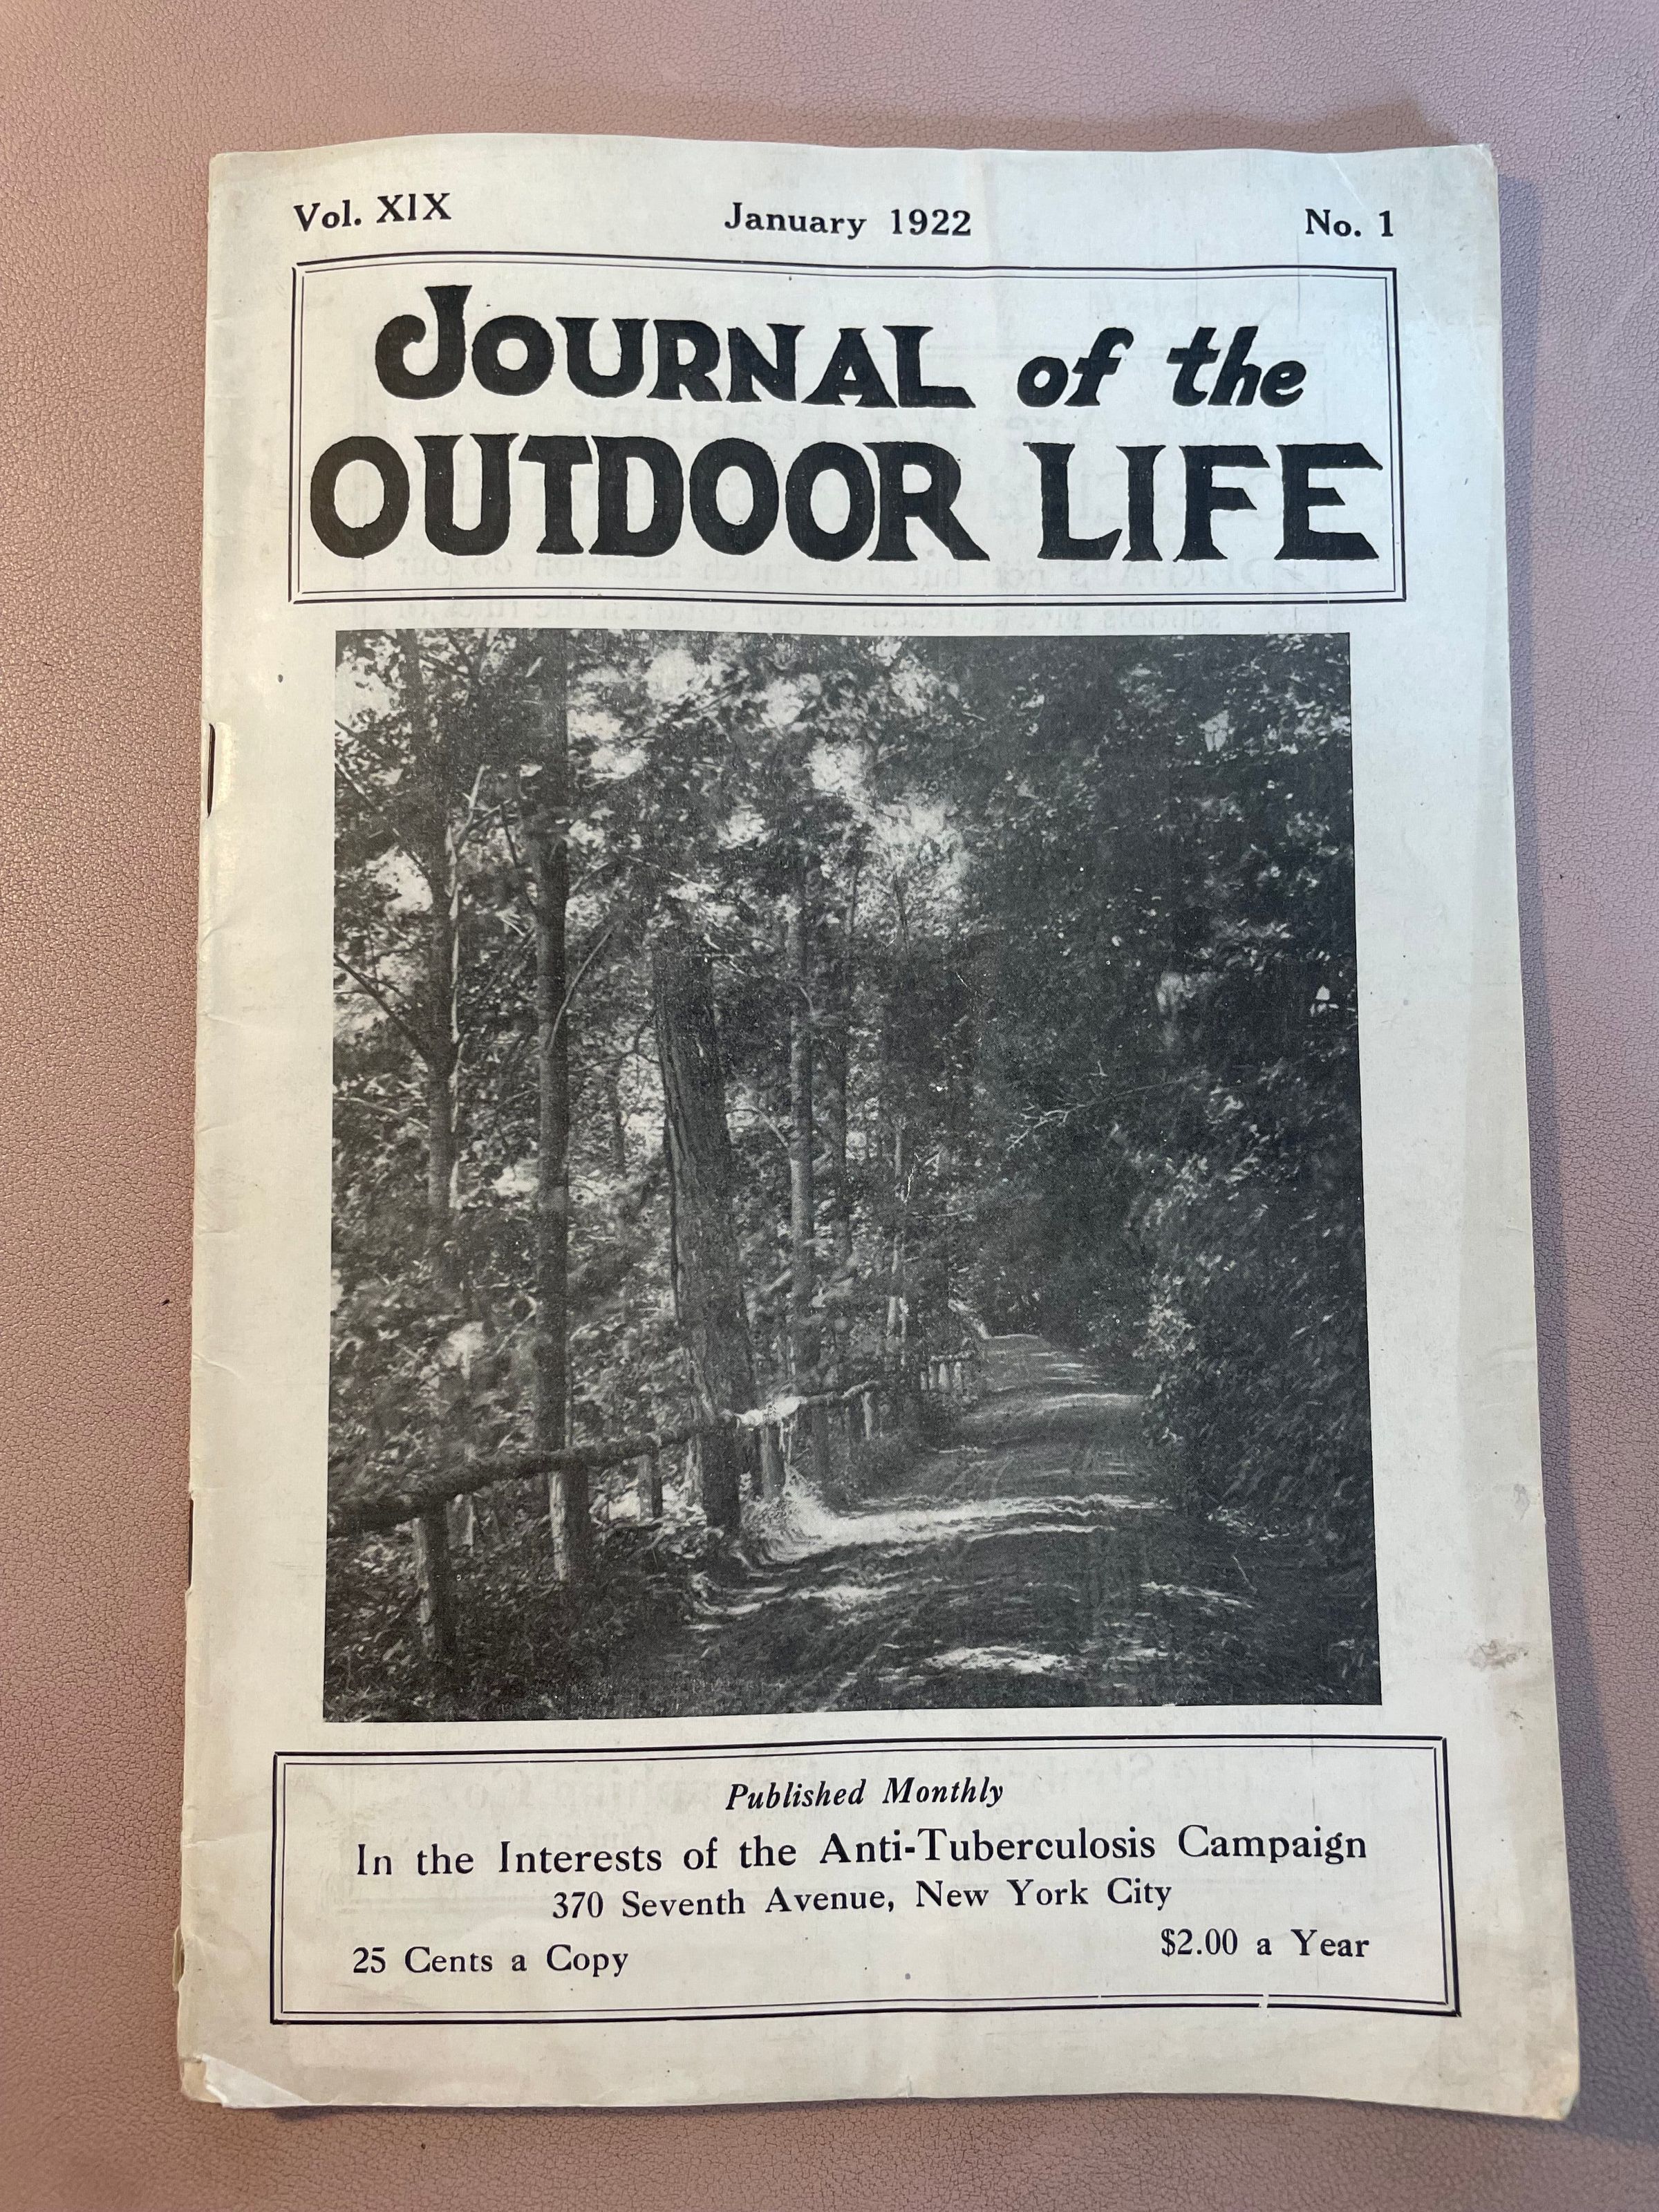 Vol. XIX January 1922 No. 1
JOURNAL of the
OUTDOOR LIFE
Published Monthly
In the Interests of the Anti-Tuberculosis Campaign
370 Seventh Avenue, New York City
25 Cents a Copy $2.00 a Year